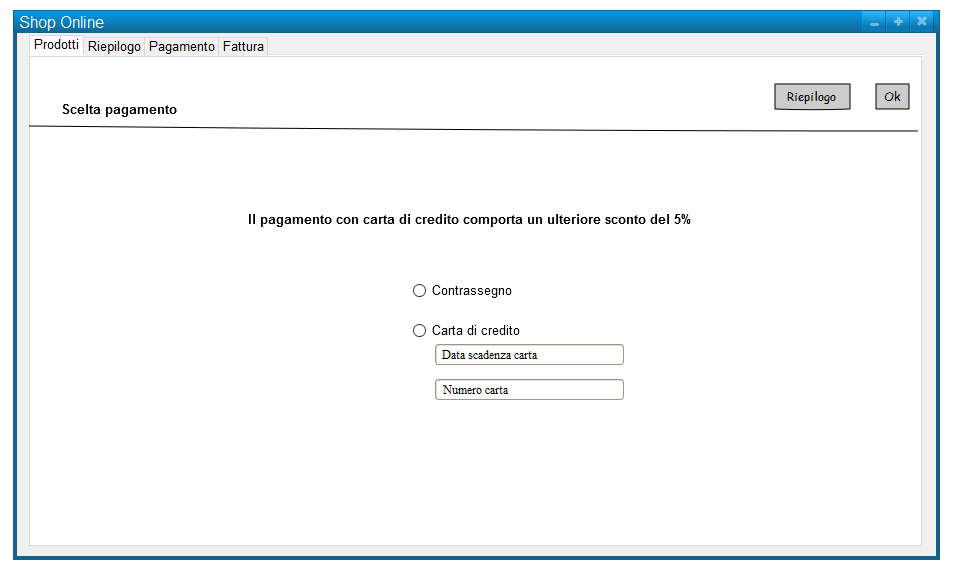 Shop Online
Prodotti Riepilogo Pagamento Fattura
Riepilogo Ok
Scelta pagamento
Il pagamento con carta di credito comporta un ulteriore sconto del 5%
Contrassegno
Carta di credito
Data scadenza carta
Numero carta